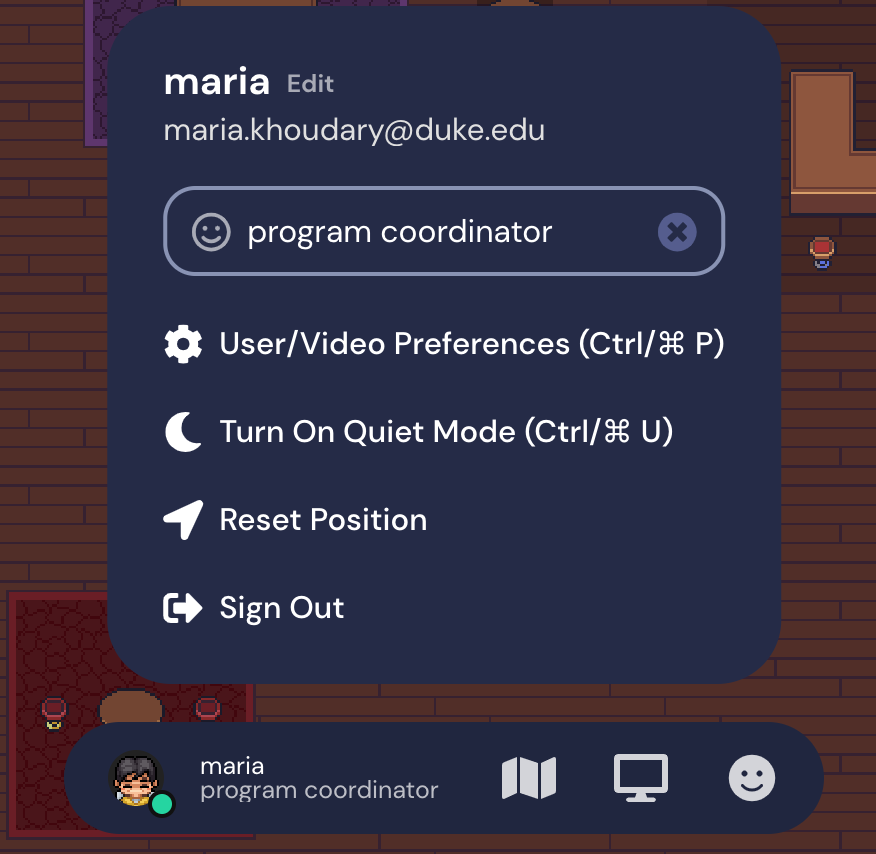 maria Edit
maria.khoudary@duke.edu
program coordinator
User/Video Preferences (Ctrl/⌘ P)
Turn On Quiet Mode (Ctrl/⌘ U)
Reset Position
Sign Out
maria
program coordinator